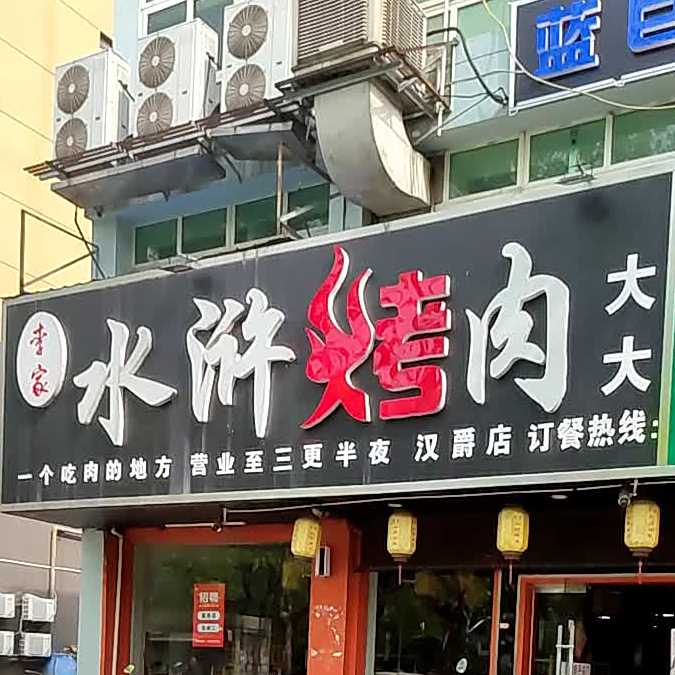 蓝
李家
水浒烤肉
大
大
一个吃肉的地方 营业至三更半夜 汉爵店 订餐热线:
招聘